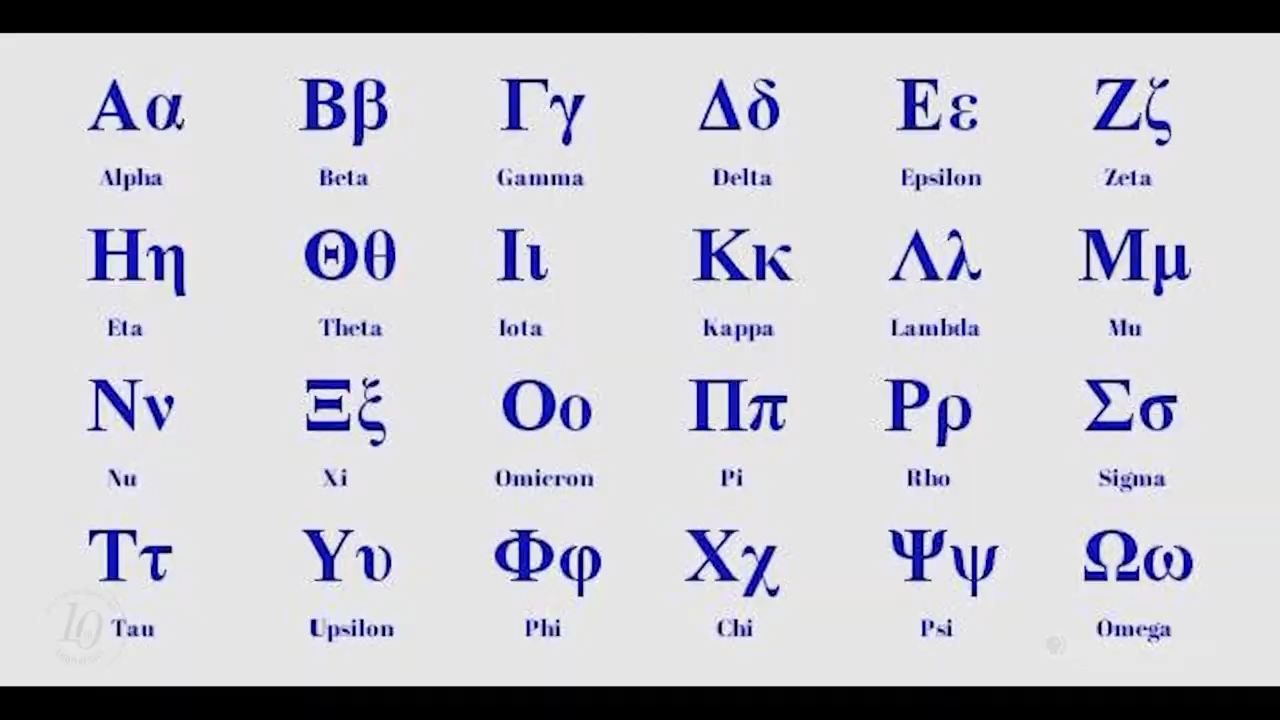 Αα Ββ Γγ Δδ Εε Ζζ
Alpha Beta Gamma Delta Epsilon Zeta
Ηη Θθ Ιι Κκ Λλ Μμ
Eta Theta Iota Kappa Lambda Mu
Νν Ξξ Οο Ππ Ρρ Σσ
Nu Xi Omicron Pi Rho Sigma
Ττ Υυ Φφ Χχ Ψψ Ωω
Tau Upsilon Phi Chi Psi Omega
10